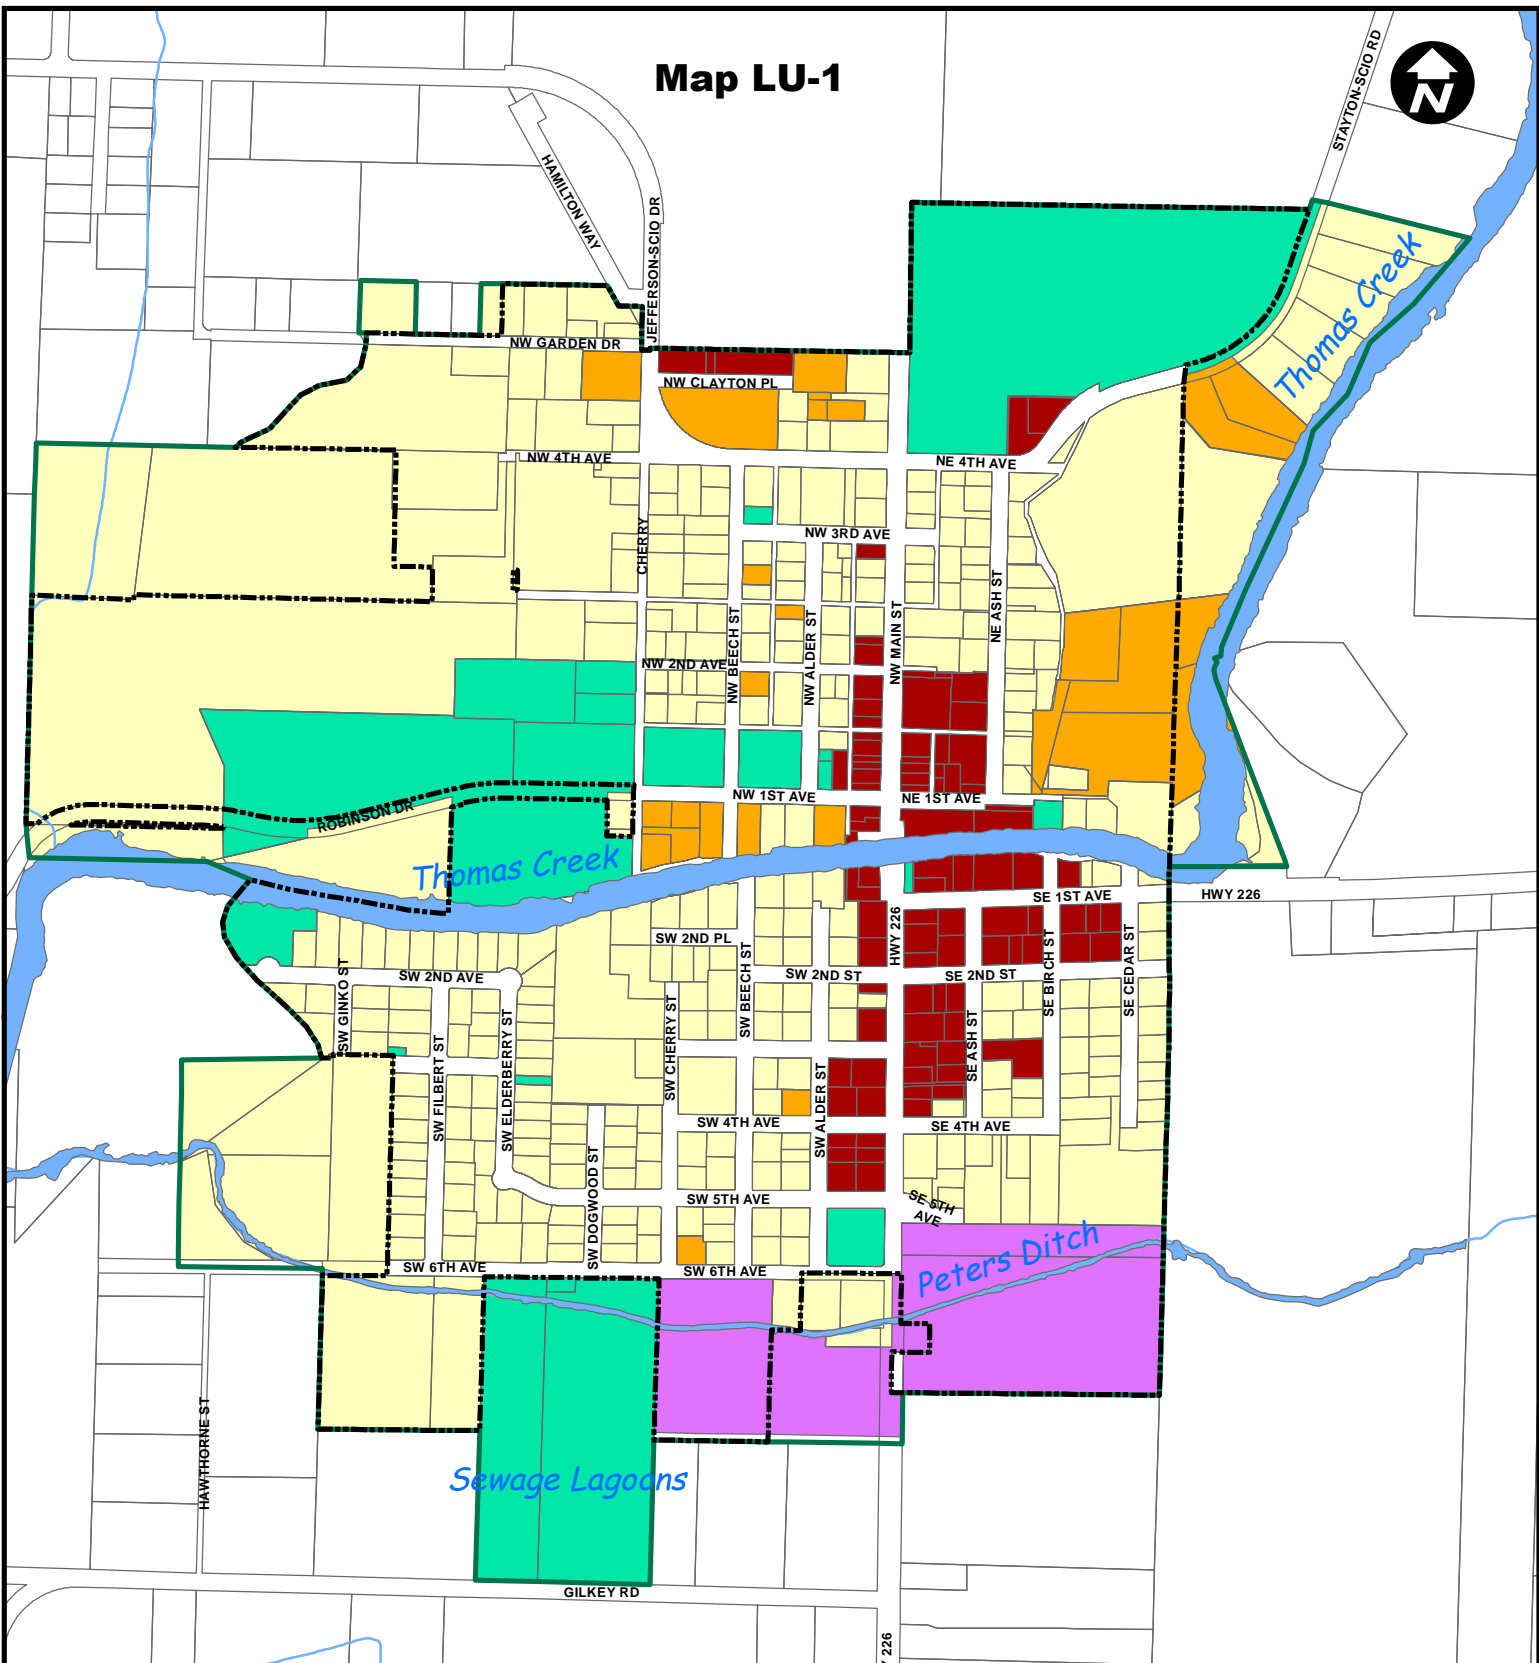 Map LU-1
N
STAYTON-SCIO RD
HAMILTON WAY
JEFFERSON-SCIO DR
Thomas Creek
NW GARDEN DR
NW CLAYTON PL
NW 4TH AVE
NE 4TH AVE
CHERRY
NW 3RD AVE
NE ASH ST
NW BEECH ST
NW ALDER ST
NW MAIN ST
NW 2ND AVE
NW 1ST AVE
NE 1ST AVE
ROBINSON DR
Thomas Creek
SE 1ST AVE
HWY 226
HWY 226
SW 2ND PL
SW 2ND AVE
SW 2ND ST
SE 2ND ST
SW GINKO ST
SW BEECH ST
SE BIRCH ST
SE CEDAR ST
SW FILBERT ST
SW ELDERBERRY ST
SW CHERRY ST
SE ASH ST
SW ALDER ST
SW 4TH AVE
SE 4TH AVE
SW DOGWOOD ST
SW 5TH AVE
SE 5TH
AVE
Peters Ditch
SW 6TH AVE
SW 6TH AVE
HAWTHORNE ST
Sewage Lagoons
GILKEY RD
226